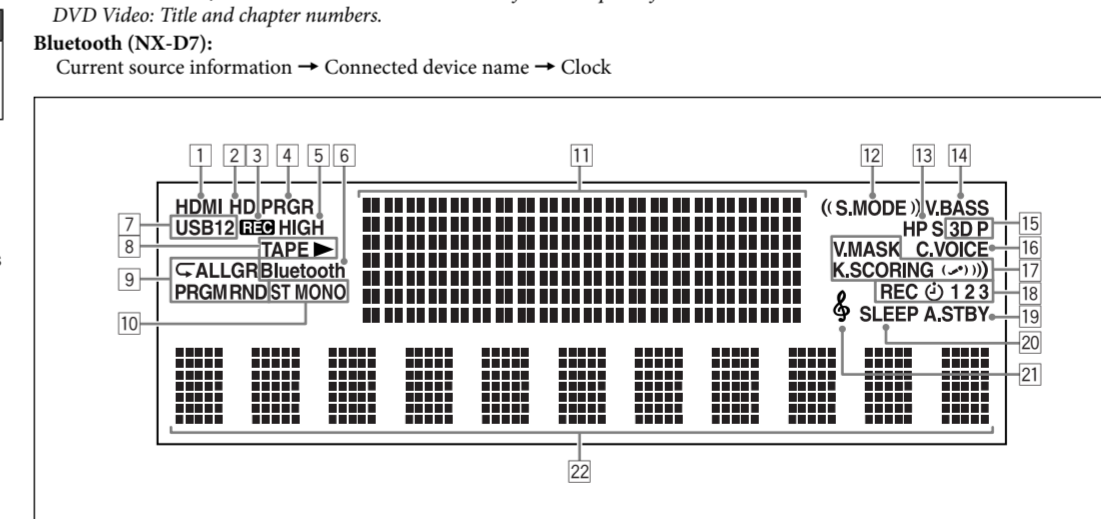 DVD Video: Title and chapter numbers.
Bluetooth (NX-D7):
Current source information → Connected device name → Clock
1 2 3 4 5 6 11 12 13 14
HDMI HD PRGR ((S.MODE)) V.BASS
7 USB12 REC HIGH HP S 3D P 15
8 TAPE ► V.MASK C.VOICE 16
9 ALL GR Bluetooth K.SCORING 17
PRGM RND ST MONO REC 1 2 3 18
10 SLEEP A.STBY 19
20
21
22